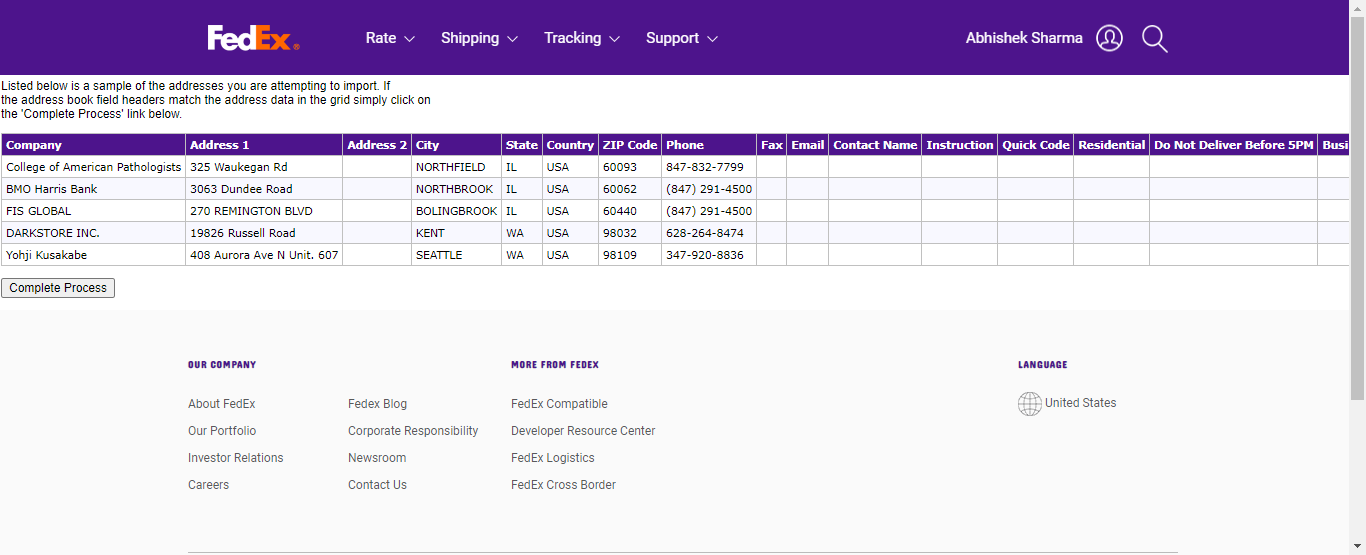 FedEx® Rate Shipping Tracking Support Abhishek Sharma
Listed below is a sample of the addresses you are attempting to import. If
the address book field headers match the address data in the grid simply click on
the 'Complete Process' link below.
Company Address 1 Address 2 City State Country ZIP Code Phone Fax Email Contact Name Instruction Quick Code Residential Do Not Deliver Before 5PM Busi
College of American Pathologists 325 Waukegan Rd NORTHFIELD IL USA 60093 847-832-7799
BMO Harris Bank 3063 Dundee Road NORTHBROOK IL USA 60062 (847) 291-4500
FIS GLOBAL 270 REMINGTON BLVD BOLINGBROOK IL USA 60440 (847) 291-4500
DARKSTORE INC. 19826 Russell Road KENT WA USA 98032 628-264-8474
Yohji Kusakabe 408 Aurora Ave N Unit. 607 SEATTLE WA USA 98109 347-920-8836
Complete Process
OUR COMPANY MORE FROM FEDEX LANGUAGE
About FedEx Fedex Blog FedEx Compatible United States
Our Portfolio Corporate Responsibility Developer Resource Center
Investor Relations Newsroom FedEx Logistics
Careers Contact Us FedEx Cross Border